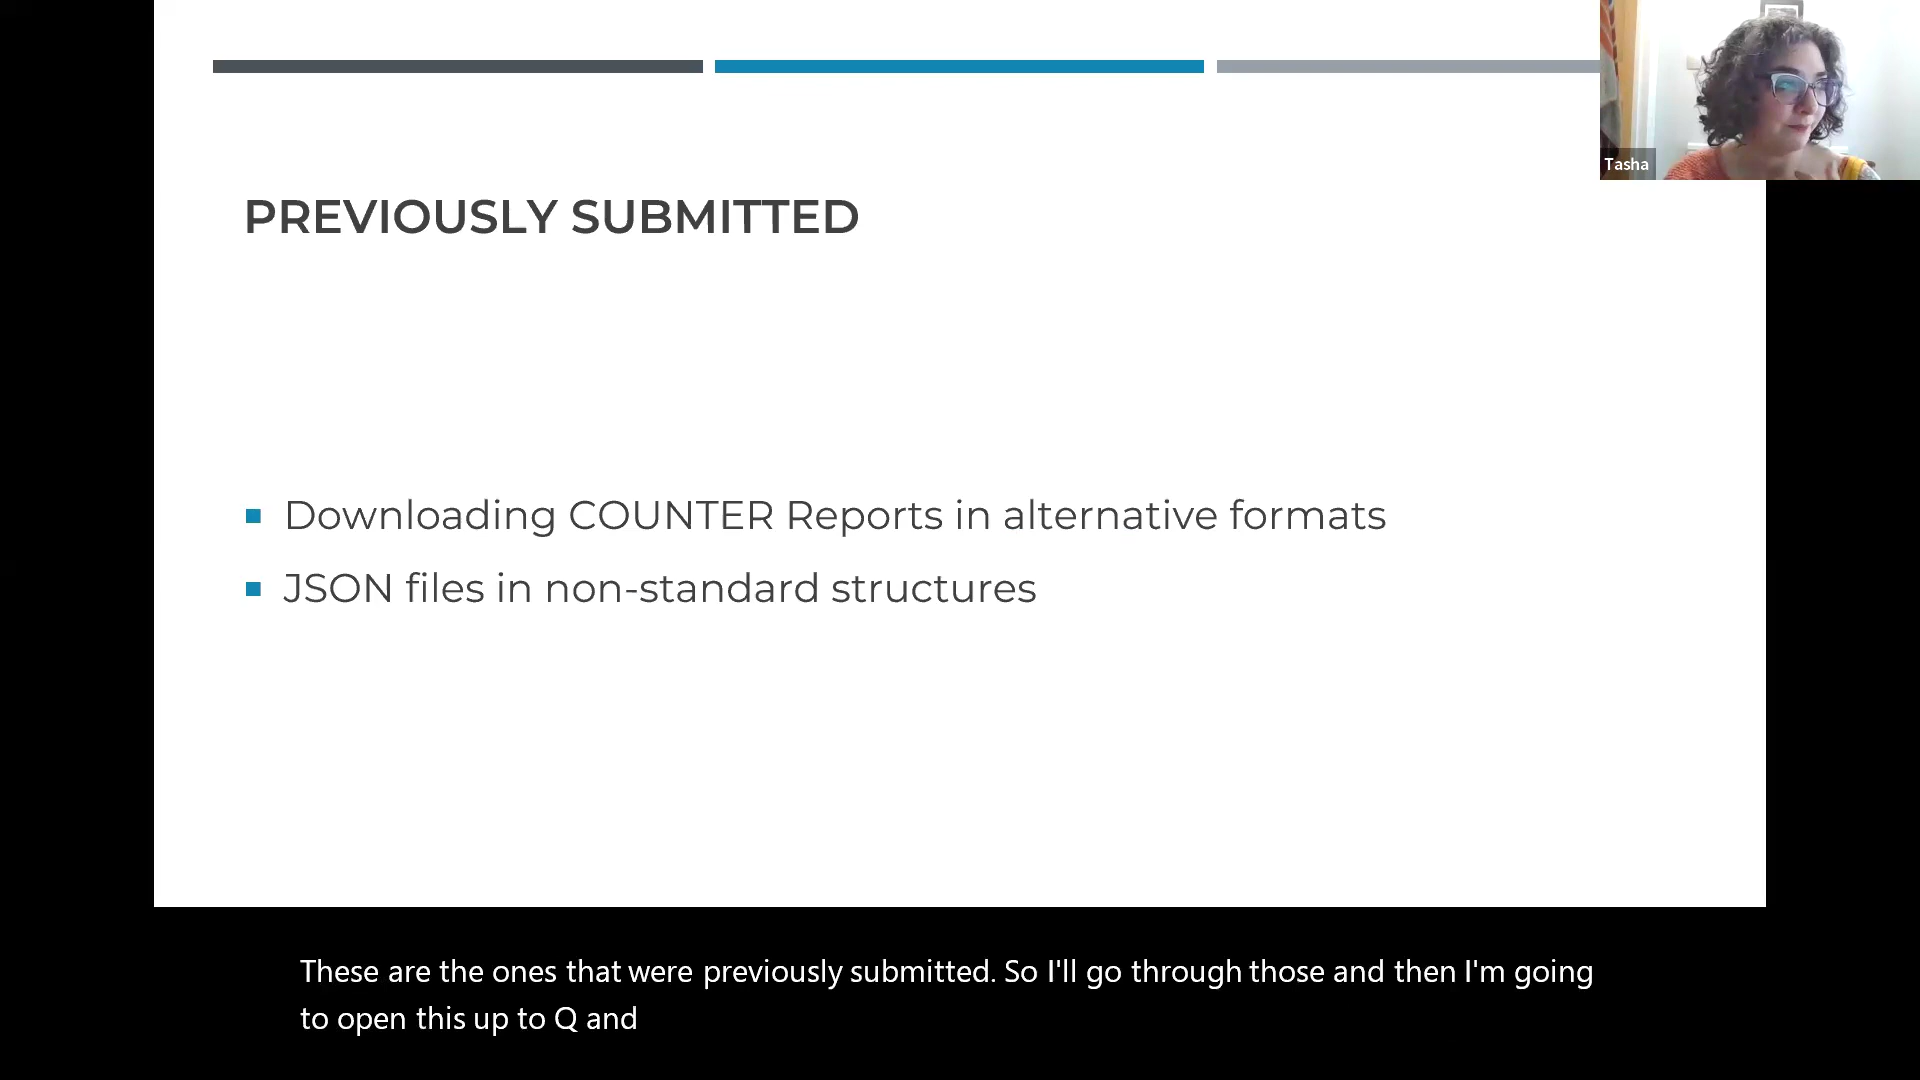 Tasha
PREVIOUSLY SUBMITTED
Downloading COUNTER Reports in alternative formats
JSON files in non-standard structures
These are the ones that were previously submitted. So I'll go through those and then I'm going
to open this up to Q and